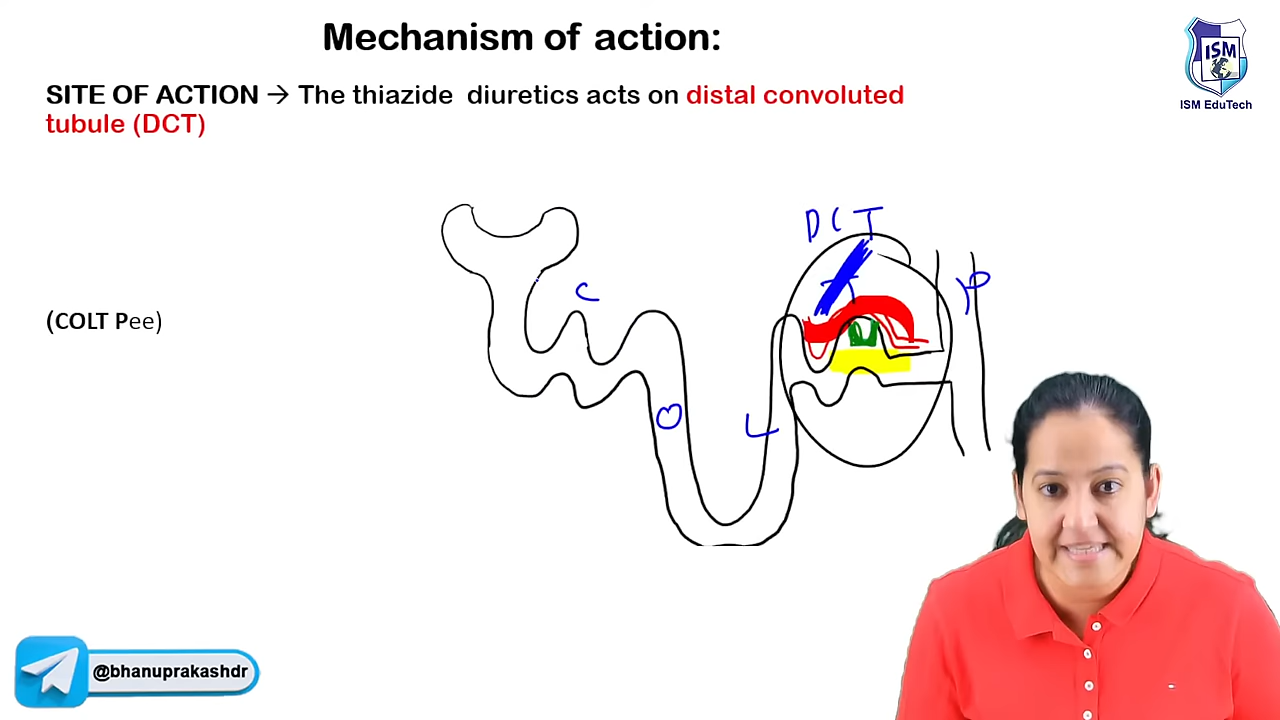 Mechanism of action:
ISM
ISM EduTech
SITE OF ACTION → The thiazide diuretics acts on distal convoluted
tubule (DCT)
DCT
C
T
P
(COLT Pee)
O
L
@bhanuprakashdr